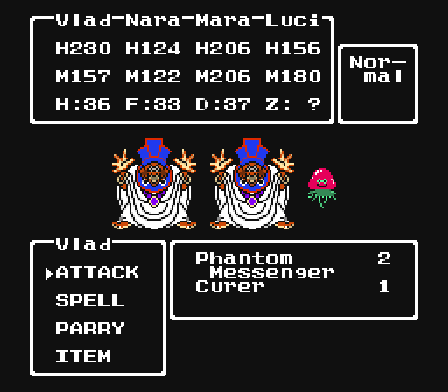 Vlad-Nara-Mara-Luci
H230 H124 H206 H156
M157 M122 M206 M180
H:36 F:33 D:37 Z: ?
Nor-
mal
Vlad
ATTACK
SPELL
PARRY
ITEM
Phantom 2
Messenger
Curer 1